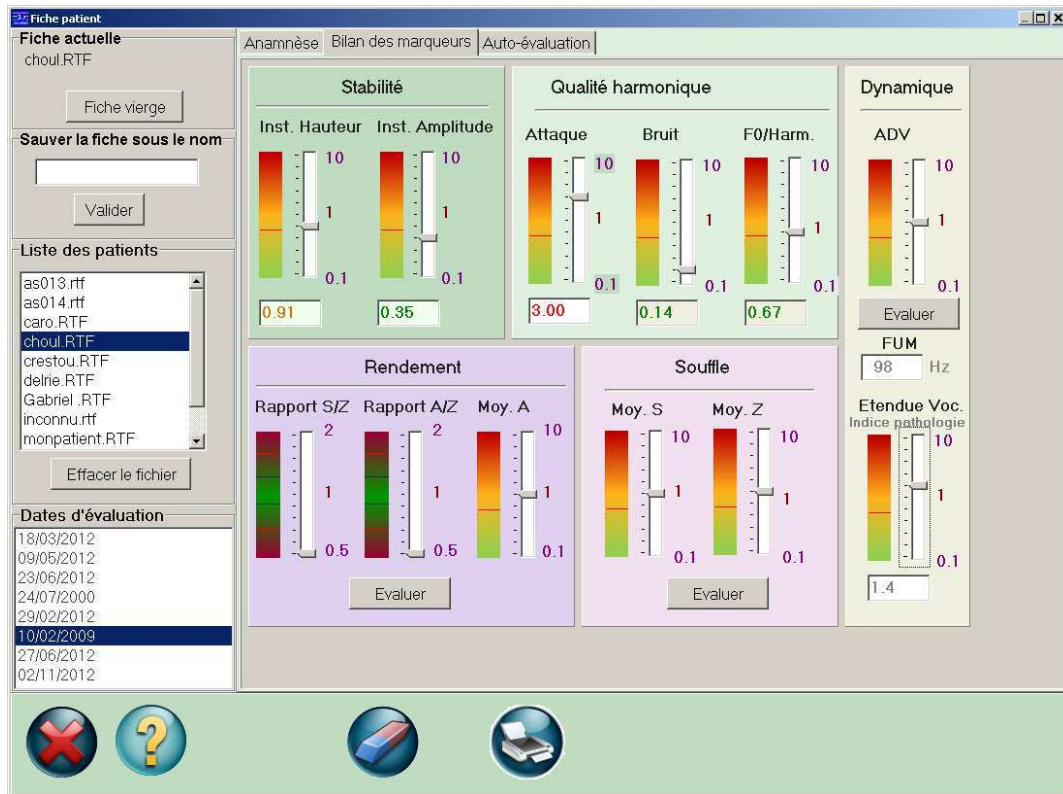 Fiche patient
Fiche actuelle
choul.RTF
Fiche vierge
Sauver la fiche sous le nom
Valider
Liste des patients
as013.rtf
as014.rtf
caro.RTF
choul.RTF
crestou.RTF
delrie.RTF
Gabriel .RTF
inconnu.rtf
monpatient.RTF
Effacer le fichier
Dates d'évaluation
18/03/2012
09/05/2012
23/06/2012
24/07/2000
29/02/2012
10/02/2009
27/06/2012
02/11/2012
Anamnèse Bilan des marqueurs Auto-évaluation
Stabilité
Inst. Hauteur Inst. Amplitude
10 10
1 1
0.1 0.1
0.91 0.35
Qualité harmonique
Attaque Bruit F0/Harm.
10 10 10
1 1 1
0.1 0.1 0.1
3.00 0.14 0.67
Dynamique
ADV
10
1
0.1
Evaluer
FUM
98 Hz
Etendue Voc.
Indice pathologie
10
1
0.1
1.4
Rendement
Rapport S/Z Rapport A/Z Moy. A
2 2 10
1 1 1
0.5 0.5 0.1
Evaluer
Souffle
Moy. S Moy. Z
10 10
1 1
0.1 0.1
Evaluer
?